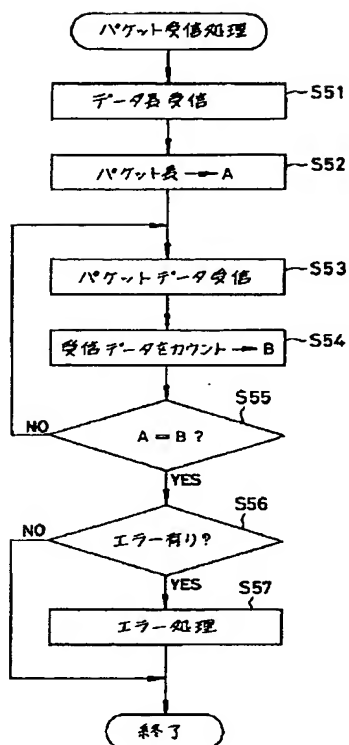 パケット受信処理
データ長受信
S51
パケット長→A
S52
パケットデータ受信
S53
受信データをカウント→B
S54
S55
A=B?
NO
YES
S56
エラー有り?
NO
YES
S57
エラー処理
終了